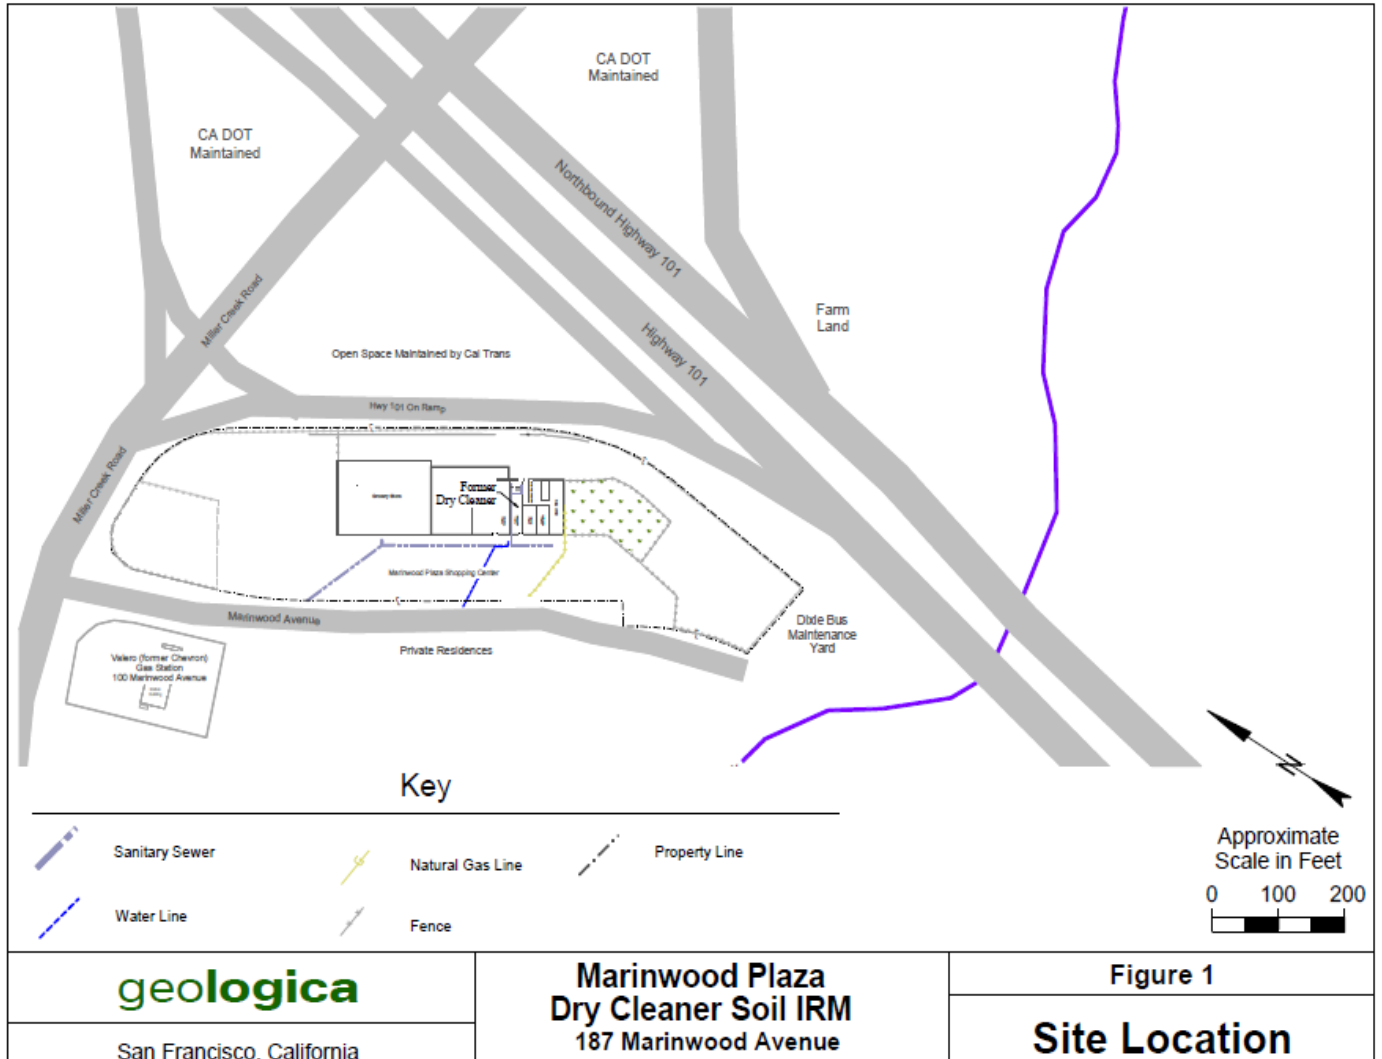 CA DOT
Maintained
CA DOT
Maintained
Northbound Highway 101
Miller Creek Road
Farm
Land
Highway 101
Open Space Maintained by Cal Trans
Hwy 101 On Ramp
Miller Creek Road
Former
Dry Cleaner
Grocery Store
Marinwood Plaza Shopping Center
Marinwood Avenue
Dixie Bus
Maintenance
Yard
Private Residences
Valero (former Chevron)
Gas Station
100 Marinwood Avenue
N
Key
Sanitary Sewer
Natural Gas Line
Property Line
Water Line
Fence
Approximate
Scale in Feet
0 100 200
geologica
San Francisco, California
Marinwood Plaza
Dry Cleaner Soil IRM
187 Marinwood Avenue
Figure 1
Site Location